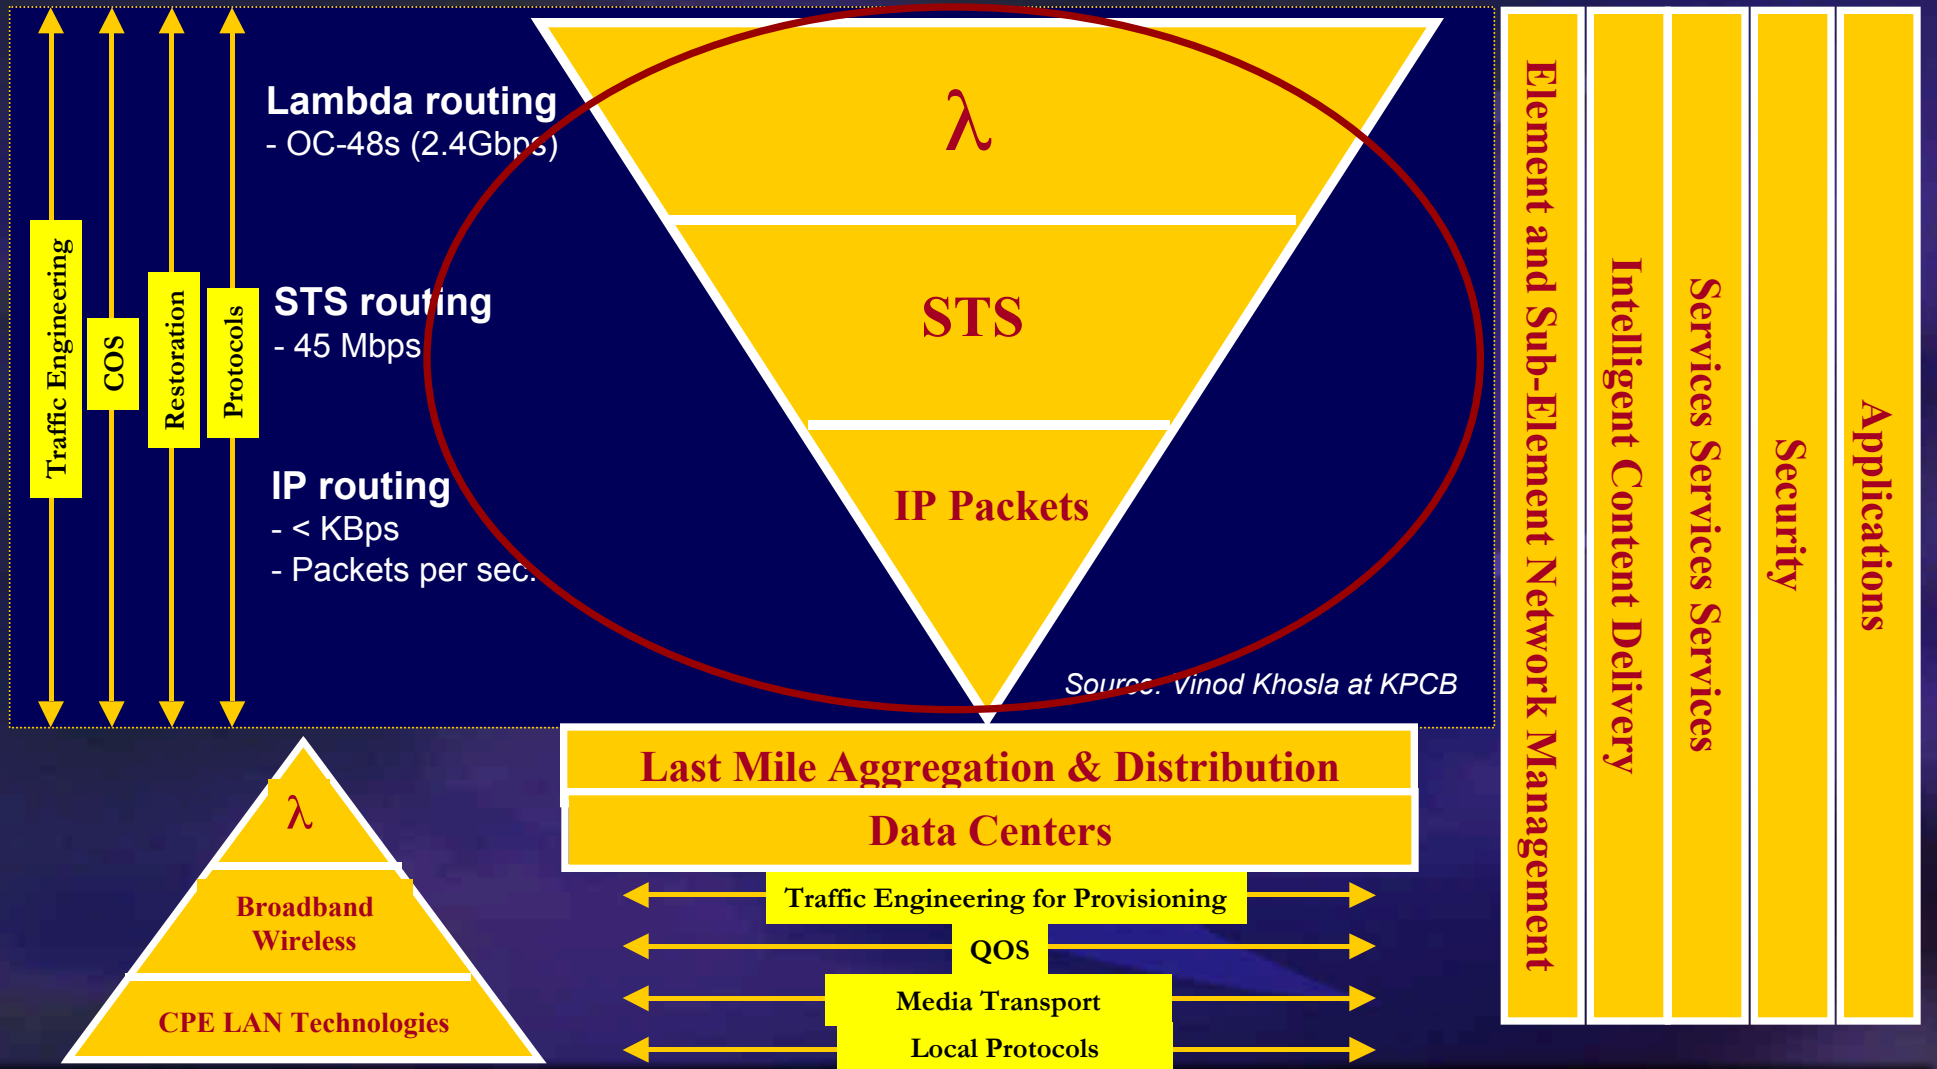 Traffic Engineering
COS
Restoration
Protocols
Lambda routing
- OC-48s (2.4Gbps)
STS routing
- 45 Mbps
IP routing
- < KBps
- Packets per sec.
λ
STS
IP Packets
Source: Vinod Khosla at KPCB
Last Mile Aggregation & Distribution
Data Centers
Traffic Engineering for Provisioning
QOS
Media Transport
Local Protocols
λ
Broadband
Wireless
CPE LAN Technologies
Element and Sub-Element Network Management
Intelligent Content Delivery
Services Services Services
Security
Applications